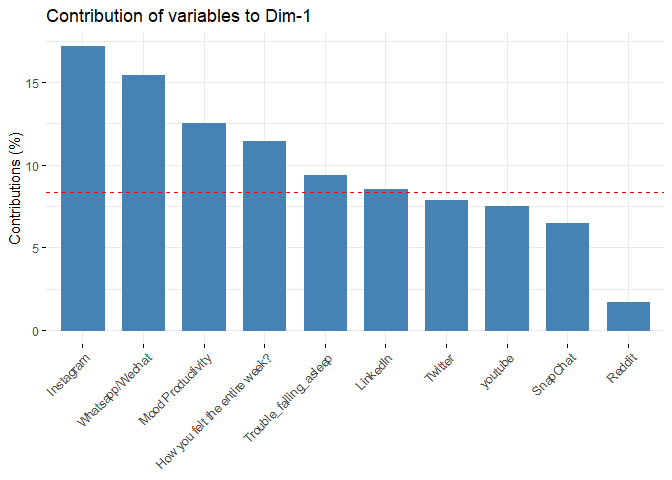 Contribution of variables to Dim-1
Contributions (%)
15
10
5
0
Instagram
Whatsapp/Wechat
Mood Productivity
How you felt the entire week?
Trouble_falling_asleep
LinkedIn
Twitter
youtube
SnapChat
Reddit